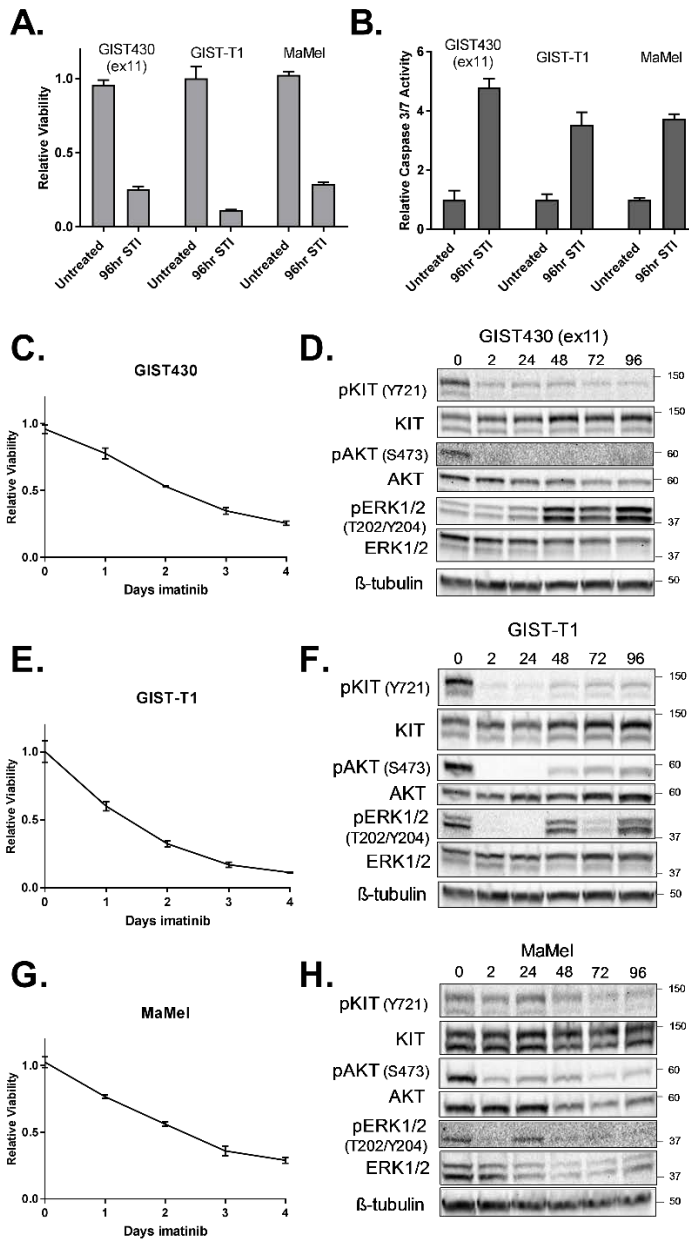 A.
GIST430
(ex11)
GIST-T1
MaMel
Relative Viability
1.0
0.5
0.0
Untreated
96hr STI
Untreated
96hr STI
Untreated
96hr STI
B.
GIST430
(ex11)
GIST-T1
MaMel
Relative Caspase 3/7 Activity
6
4
2
0
Untreated
96hr STI
Untreated
96hr STI
Untreated
96hr STI
C.
GIST430
Relative Viability
1.0
0.5
0.0
0 1 2 3 4
Days imatinib
D.
GIST430 (ex11)
0 2 24 48 72 96
pKIT (Y721) 150
KIT 150
pAKT (S473) 60
AKT 60
pERK1/2
(T202/Y204) 37
ERK1/2 37
ß-tubulin 50
E.
GIST-T1
Relative Viability
1.0
0.5
0.0
0 1 2 3 4
Days imatinib
F.
GIST-T1
0 2 24 48 72 96
pKIT (Y721) 150
KIT 150
pAKT (S473) 60
AKT 60
pERK1/2
(T202/Y204) 37
ERK1/2 37
ß-tubulin 50
G.
MaMel
Relative Viability
1.0
0.5
0.0
0 1 2 3 4
Days imatinib
H.
MaMel
0 2 24 48 72 96
pKIT (Y721) 150
KIT 150
pAKT (S473) 60
AKT 60
pERK1/2
(T202/Y204) 37
ERK1/2 37
ß-tubulin 50